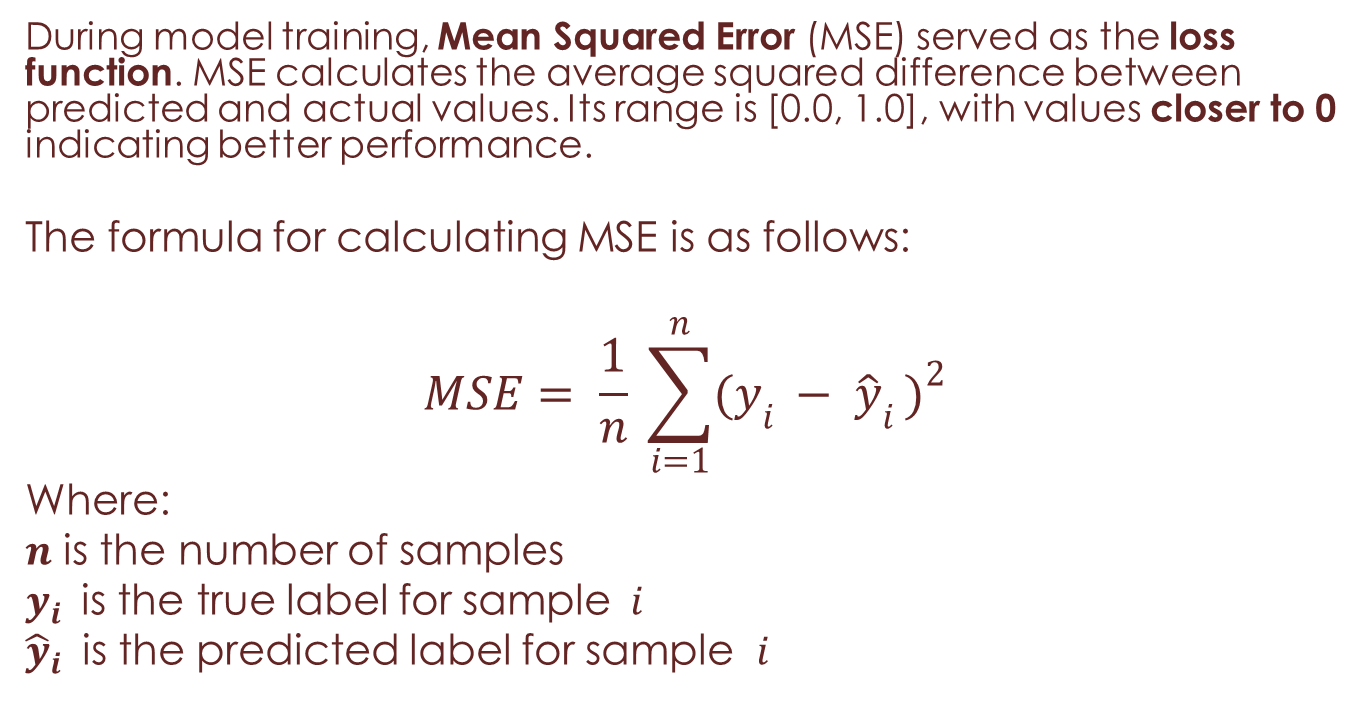 During model training, Mean Squared Error (MSE) served as the loss
function. MSE calculates the average squared difference between
predicted and actual values. Its range is [0.0, 1.0], with values closer to 0
indicating better performance.
The formula for calculating MSE is as follows:
MSE = 1/n ∑_{i=1}^{n} (y_i − ŷ_i)^2
Where:
n is the number of samples
y_i is the true label for sample i
ŷ_i is the predicted label for sample i